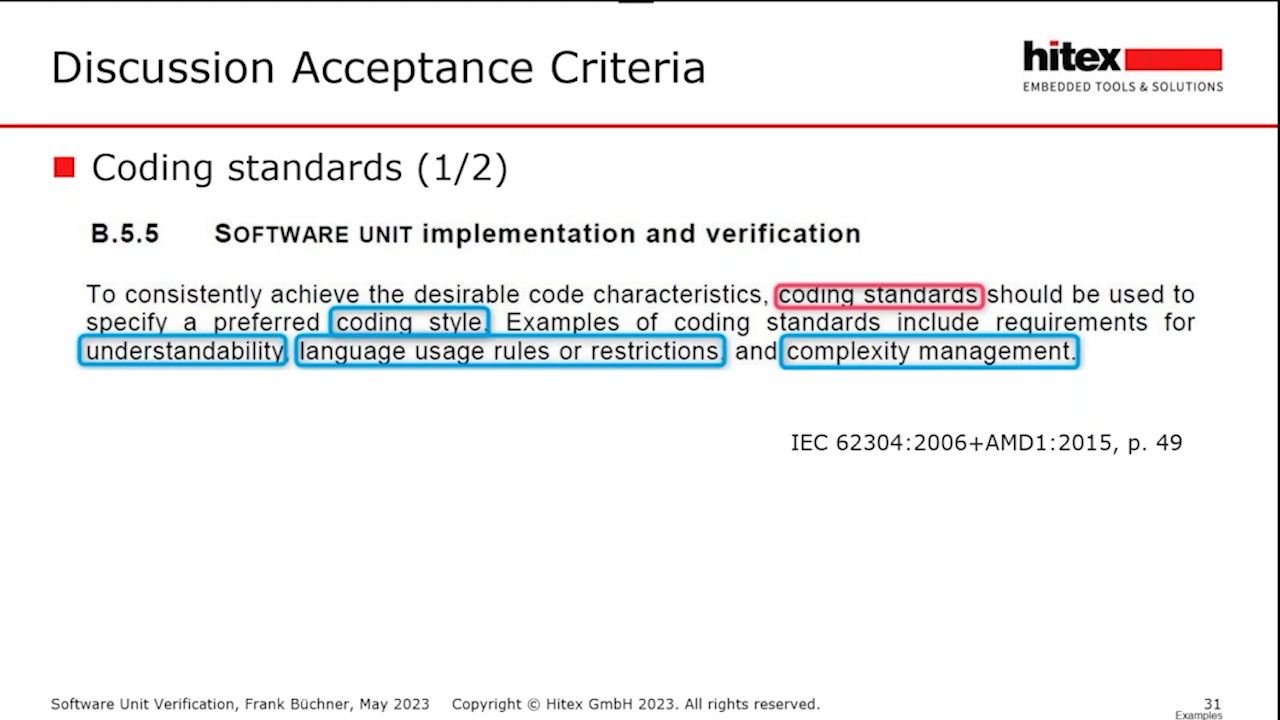 Discussion Acceptance Criteria
hitex
EMBEDDED TOOLS & SOLUTIONS
Coding standards (1/2)
B.5.5 SOFTWARE UNIT implementation and verification
To consistently achieve the desirable code characteristics, coding standards should be used to
specify a preferred coding style. Examples of coding standards include requirements for
understandability, language usage rules or restrictions, and complexity management.
IEC 62304:2006+AMD1:2015, p. 49
Software Unit Verification, Frank Büchner, May 2023 Copyright © Hitex GmbH 2023. All rights reserved. 31
Examples